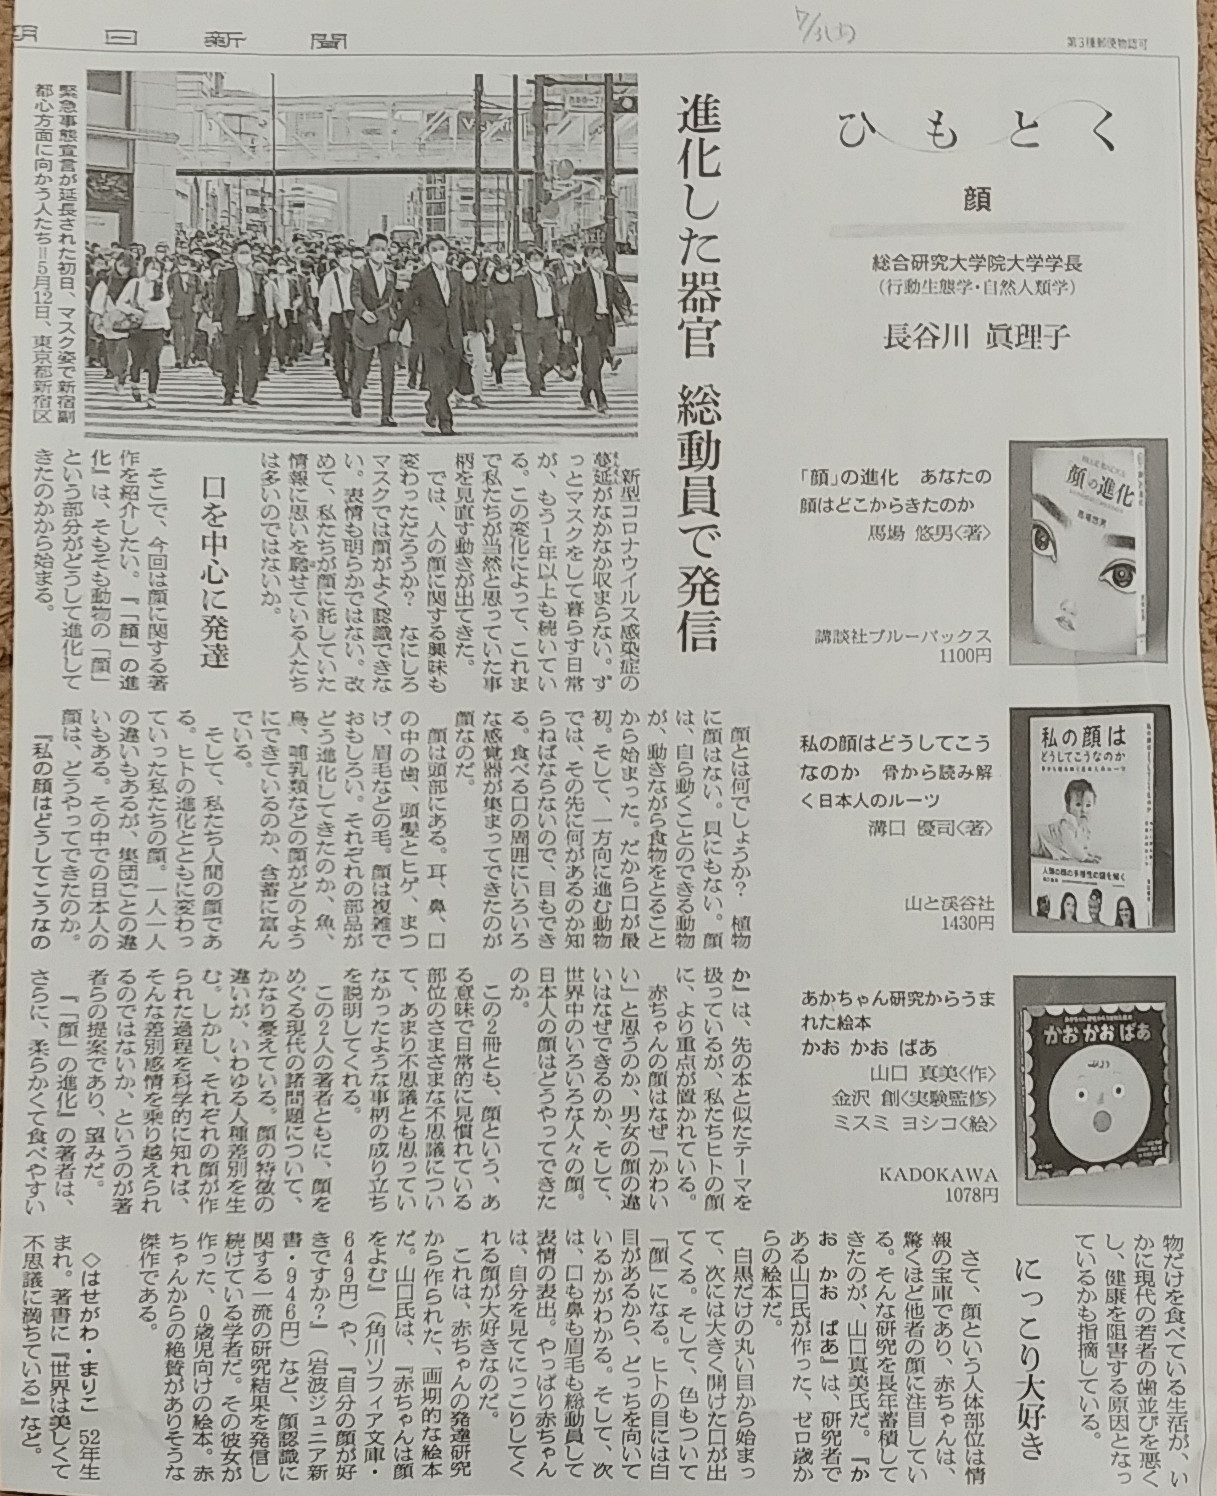 日新聞
第3種郵便物認可
ひもとく
顔
総合研究大学院大学学長
(行動生態学・自然人類学)
長谷川 眞理子
進化した器官 総動員で発信
緊急事態宣言が延長された初日、マスク姿で新宿副
都心方面に向かう人たち=5月12日、東京都新宿区
「顔」の進化 あなたの
顔はどこからきたのか
馬場 悠男〈著〉
講談社ブルーバックス
1100円
私の顔はどうしてこう
なのか 骨から読み解
く日本人のルーツ
溝口 優司〈著〉
山と渓谷社
1430円
あかちゃん研究からうま
れた絵本
かお かお ばあ
山口 真美〈作〉
金沢 創〈実験監修〉
ミスミ ヨシコ〈絵〉
KADOKAWA
1078円
顔の進化
馬場悠男
私の顔は
どうしてこうなのか
かお かお ばあ
新型コロナウイルス感染症の
蔓延がなかなか収まらない。ず
っとマスクをして暮らす日常
が、もう1年以上も続いてい
る。この変化によって、これま
で私たちが当然と思っていた事
柄を見直す動きが出てきた。
では、人の顔に関する興味も
変わっただろうか? なにしろ
マスクでは顔がよく認識できな
い。表情も明らかではない。改
めて、私たちが顔に託していた
情報に思いを馳せている人たち
は多いのではないか。
口を中心に発達
そこで、今回は顔に関する著
作を紹介したい。『「顔」の進
化』は、そもそも動物の「顔」
という部分がどうして進化して
きたのかから始まる。
顔とは何でしょうか? 植物
に顔はない。貝にもない。顔
は、自ら動くことのできる動物
が、動きながら食物をとること
から始まった。だから口が最
初。そして、一方向に進む動物
では、その先に何があるのか知
らねばならないので、目もでき
る。食べる口の周囲にいろいろ
な感覚器が集まってできたのが
顔なのだ。
顔は頭部にある。耳、鼻、口
の中の歯、頭髪とヒゲ、まつ
げ、眉毛などの毛。顔は複雑で
おもしろい。それぞれの部品が
どう進化してきたのか、魚、
鳥、哺乳類などの顔がどのよう
にできているのか、含蓄に富ん
でいる。
そして、私たち人間の顔であ
る。ヒトの進化とともに変わっ
ていった私たちの顔。一人一人
の違いもあるが、集団ごとの違
いもある。その中での日本人の
顔は、どうやってできたのか。
『私の顔はどうしてこうなの
か』は、先の本と似たテーマを
扱っているが、私たちヒトの顔
に、より重点が置かれている。
赤ちゃんの顔はなぜ「かわい
い」と思うのか、男女の顔の違
いはなぜできるのか、そして、
世界中のいろいろな人々の顔。
日本人の顔はどうやってできた
のか。
この2冊とも、顔という、あ
る意味で日常的に見慣れている
部位のさまざまな不思議につい
て、あまり不思議とも思ってい
なかったような事柄の成り立ち
を説明してくれる。
この2人の著者ともに、顔を
めぐる現代の諸問題について、
かなり憂えている。顔の特徴の
違いが、いわゆる人種差別を生
む。しかし、それぞれの顔が作
られた過程を科学的に知れば、
そんな差別感情を乗り越えられ
るのではないか、というのが著
者らの提案であり、望みだ。
『「顔」の進化』の著者は、
さらに、柔らかくて食べやすい
物だけを食べている生活が、い
かに現代の若者の歯並びを悪く
し、健康を阻害する原因となっ
ているかも指摘している。
にっこり大好き
さて、顔という人体部位は情
報の宝庫であり、赤ちゃんは、
驚くほど他者の顔に注目してい
る。そんな研究を長年蓄積して
きたのが、山口真美氏だ。『か
お かお ばあ』は、研究者で
ある山口氏が作った、ゼロ歳か
らの絵本だ。
白黒だけの丸い目から始まっ
て、次には大きく開けた口が出
てくる。そして、色もついて
「顔」になる。ヒトの目には白
目があるから、どっちを向いて
いるかがわかる。そして、次
は、口も鼻も眉毛も総動員して
表情の表出。やっぱり赤ちゃん
は、自分を見てにっこりしてく
れる顔が大好きなのだ。
これは、赤ちゃんの発達研究
から作られた、画期的な絵本
だ。山口氏は、『赤ちゃんは顔
をよむ』(角川ソフィア文庫・
649円)や、『自分の顔が好
きですか?』(岩波ジュニア新
書・946円)など、顔認識に
関する一流の研究結果を発信し
続けている学者だ。その彼女が
作った、0歳児向けの絵本。赤
ちゃんからの絶賛がありそうな
傑作である。
◇はせがわ・まりこ 52年生
まれ。著書に『世界は美しくて
不思議に満ちている』など。